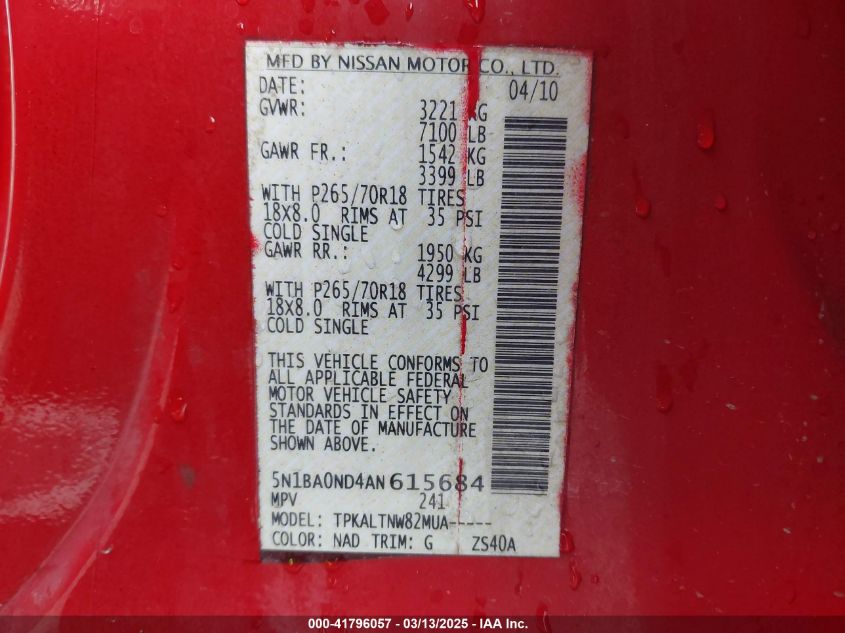 MFD BY NISSAN MOTOR CO., LTD.
DATE: 04/10
GVWR: 3221 KG
7100 LB
GAWR FR.: 1542 KG
3399 LB
WITH P265/70R18 TIRES
18X8.0 RIMS AT 35 PSI
COLD SINGLE
GAWR RR.: 1950 KG
4299 LB
WITH P265/70R18 TIRES
18X8.0 RIMS AT 35 PSI
COLD SINGLE
THIS VEHICLE CONFORMS TO
ALL APPLICABLE FEDERAL
MOTOR VEHICLE SAFETY
STANDARDS IN EFFECT ON
THE DATE OF MANUFACTURE
SHOWN ABOVE.
5N1BA0ND4AN615684
MPV 241
MODEL: TPKALTNW82MUA-----
COLOR: NAD TRIM: G ZS40A
000-41796057 - 03/13/2025 - IAA Inc.